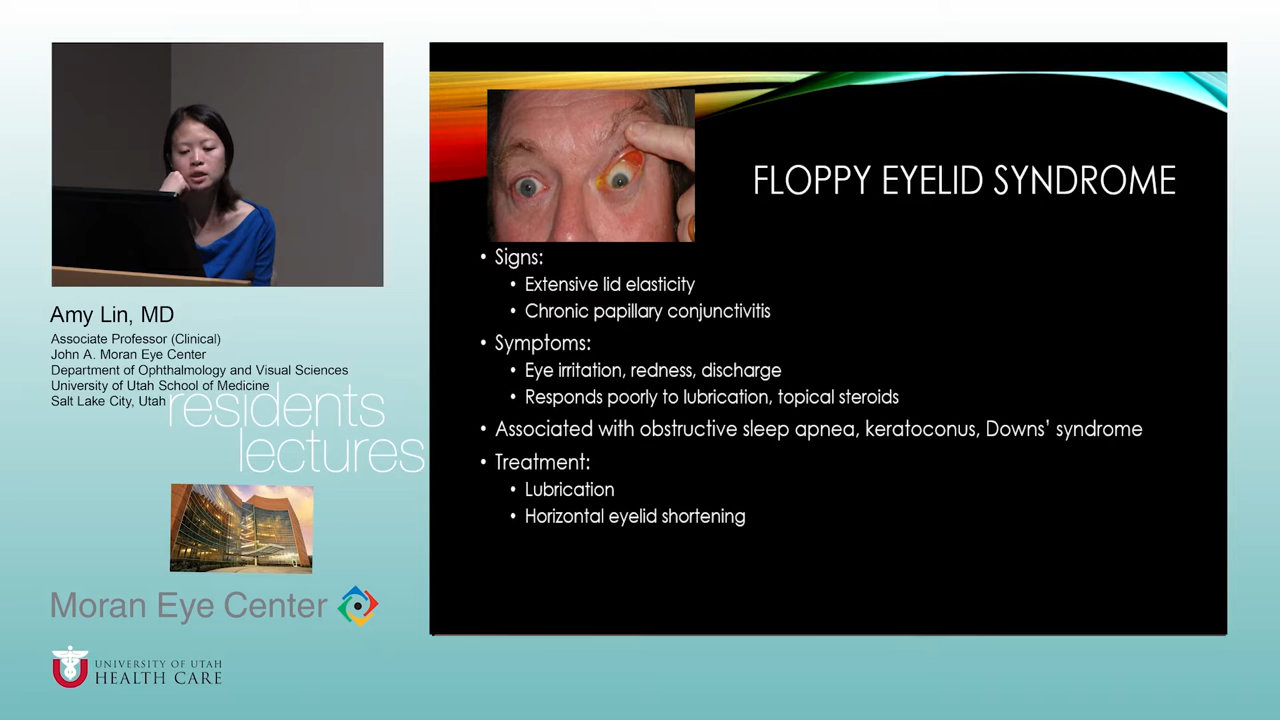 Amy Lin, MD
Associate Professor (Clinical)
John A. Moran Eye Center
Department of Ophthalmology and Visual Sciences
University of Utah School of Medicine
Salt Lake City, Utah
residents
lectures
Moran Eye Center
UNIVERSITY OF UTAH
HEALTH CARE
FLOPPY EYELID SYNDROME
• Signs:
• Extensive lid elasticity
• Chronic papillary conjunctivitis
• Symptoms:
• Eye irritation, redness, discharge
• Responds poorly to lubrication, topical steroids
• Associated with obstructive sleep apnea, keratoconus, Downs’ syndrome
• Treatment:
• Lubrication
• Horizontal eyelid shortening